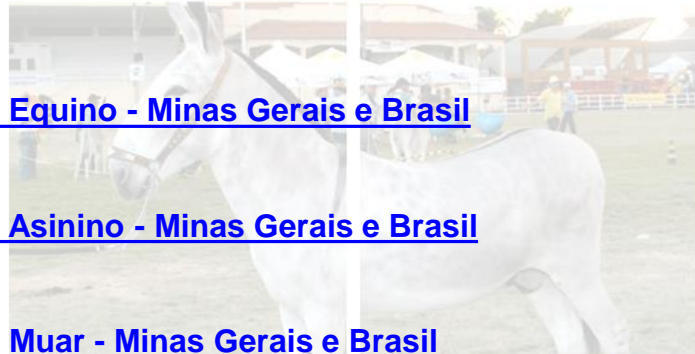 Equino - Minas Gerais e Brasil
Asinino - Minas Gerais e Brasil
Muar - Minas Gerais e Brasil